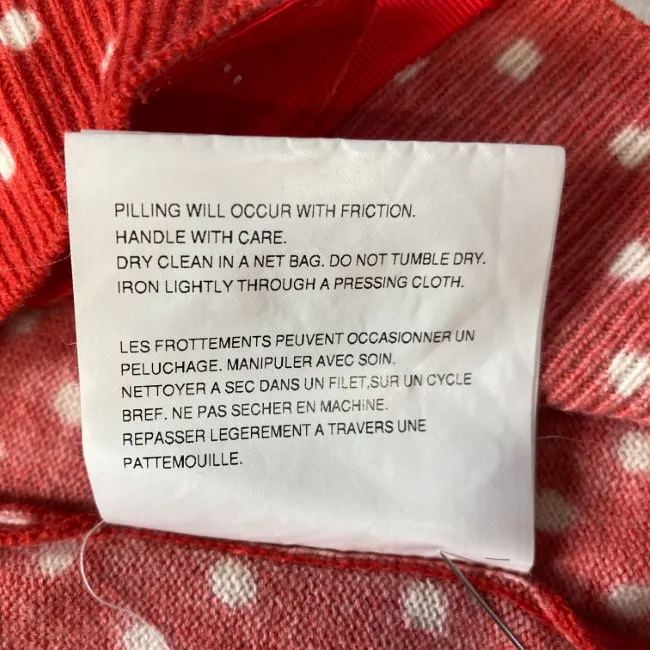 PILLING WILL OCCUR WITH FRICTION.
HANDLE WITH CARE.
DRY CLEAN IN A NET BAG. DO NOT TUMBLE DRY.
IRON LIGHTLY THROUGH A PRESSING CLOTH.
LES FROTTEMENTS PEUVENT OCCASIONNER UN
PELUCHAGE. MANIPULER AVEC SOIN.
NETTOYER A SEC DANS UN FILET,SUR UN CYCLE
BREF. NE PAS SECHER EN MACHINE.
REPASSER LEGEREMENT A TRAVERS UNE
PATTEMOUILLE.